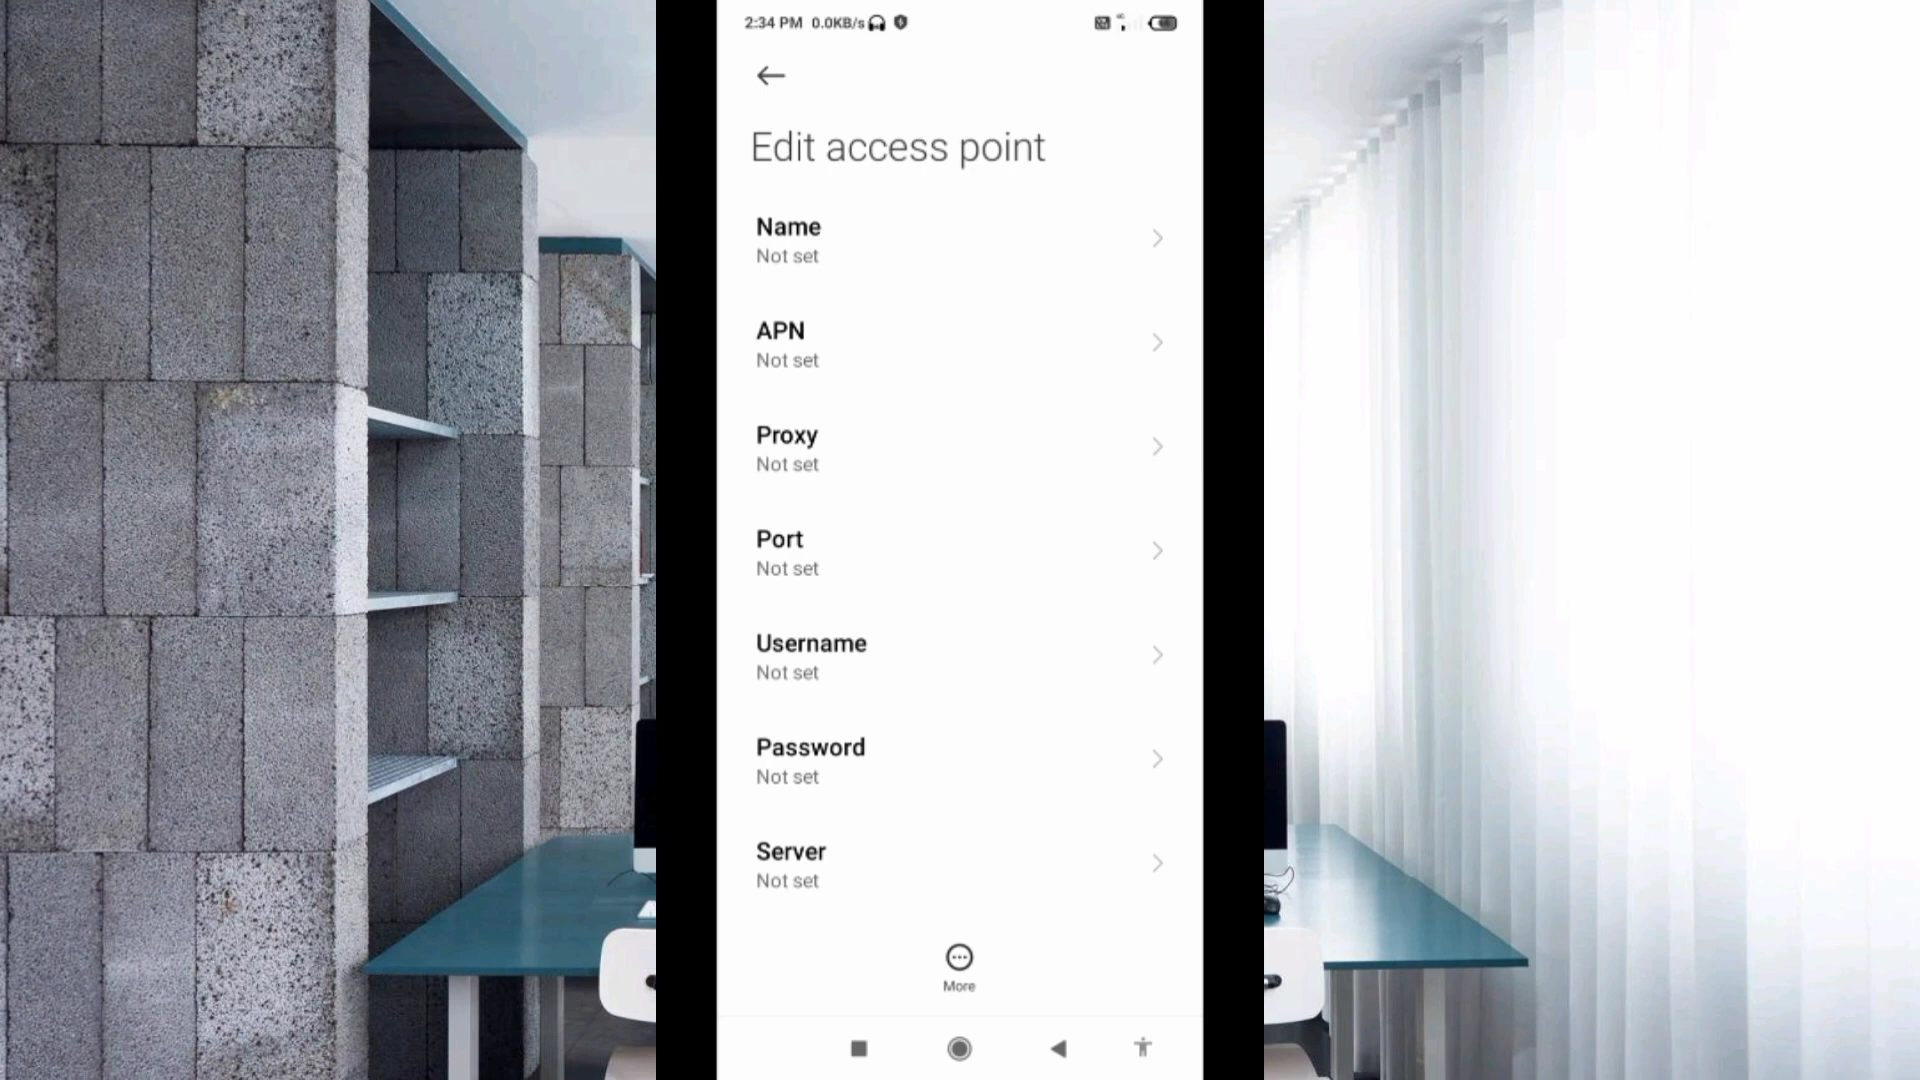 2:34 PM 0.0KB/s
Edit access point
Name
Not set
APN
Not set
Proxy
Not set
Port
Not set
Username
Not set
Password
Not set
Server
Not set
More